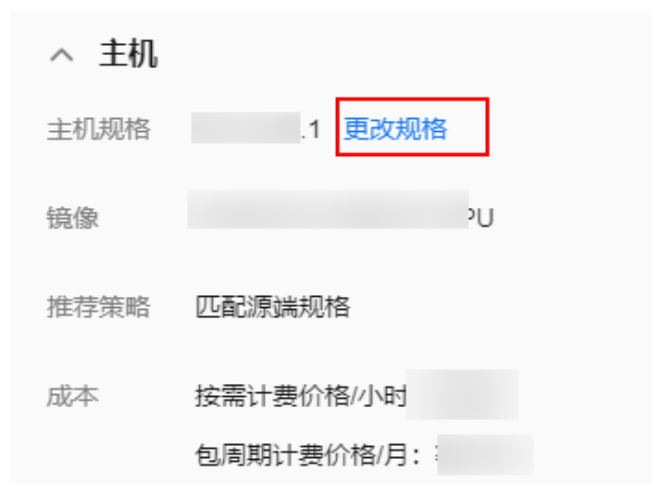 主机
主机规格 .1 更改规格
镜像 PU
推荐策略 匹配源端规格
成本 按需计费价格/小时
包周期计费价格/月：